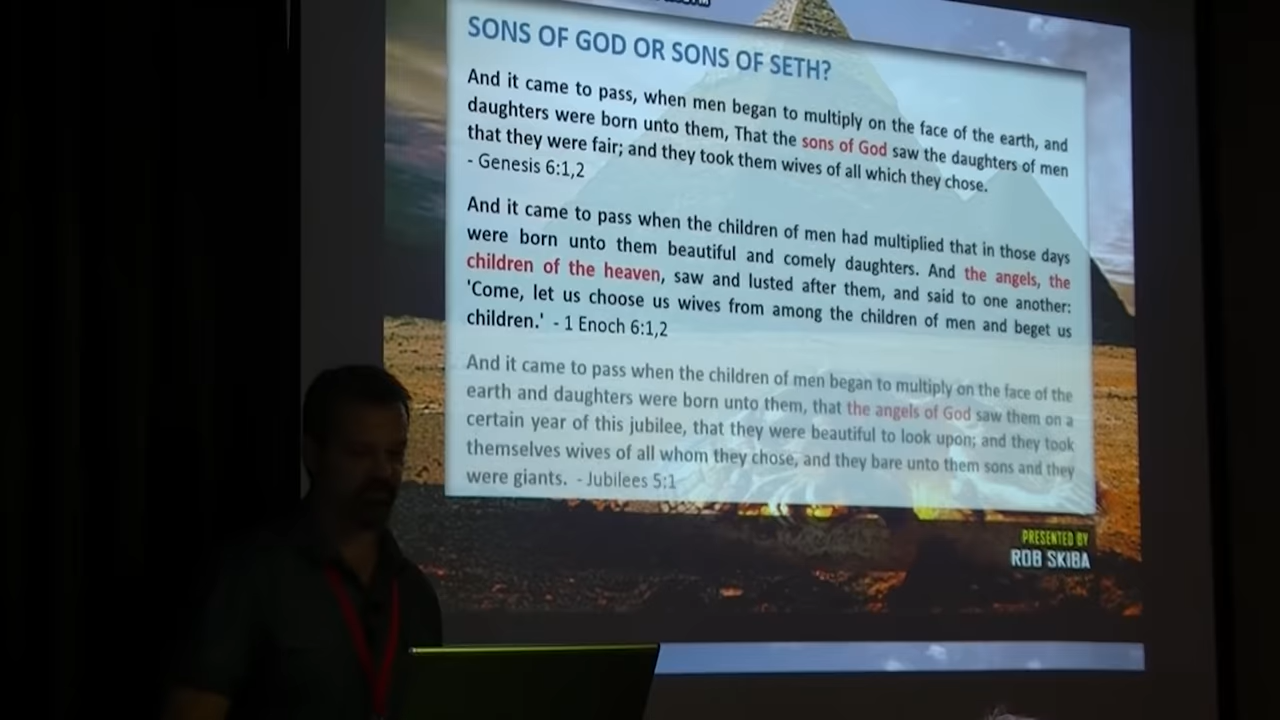 SONS OF GOD OR SONS OF SETH?
And it came to pass, when men began to multiply on the face of the earth, and
daughters were born unto them, That the sons of God saw the daughters of men
that they were fair; and they took them wives of all which they chose.
- Genesis 6:1,2
And it came to pass when the children of men had multiplied that in those days
were born unto them beautiful and comely daughters. And the angels, the
children of the heaven, saw and lusted after them, and said to one another:
'Come, let us choose us wives from among the children of men and beget us
children.' - 1 Enoch 6:1,2
And it came to pass when the children of men began to multiply on the face of the
earth and daughters were born unto them, that the angels of God saw them on a
certain year of this jubilee, that they were beautiful to look upon; and they took
themselves wives of all whom they chose, and they bare unto them sons and they
were giants. - Jubilees 5:1
PRESENTED BY
ROB SKIBA